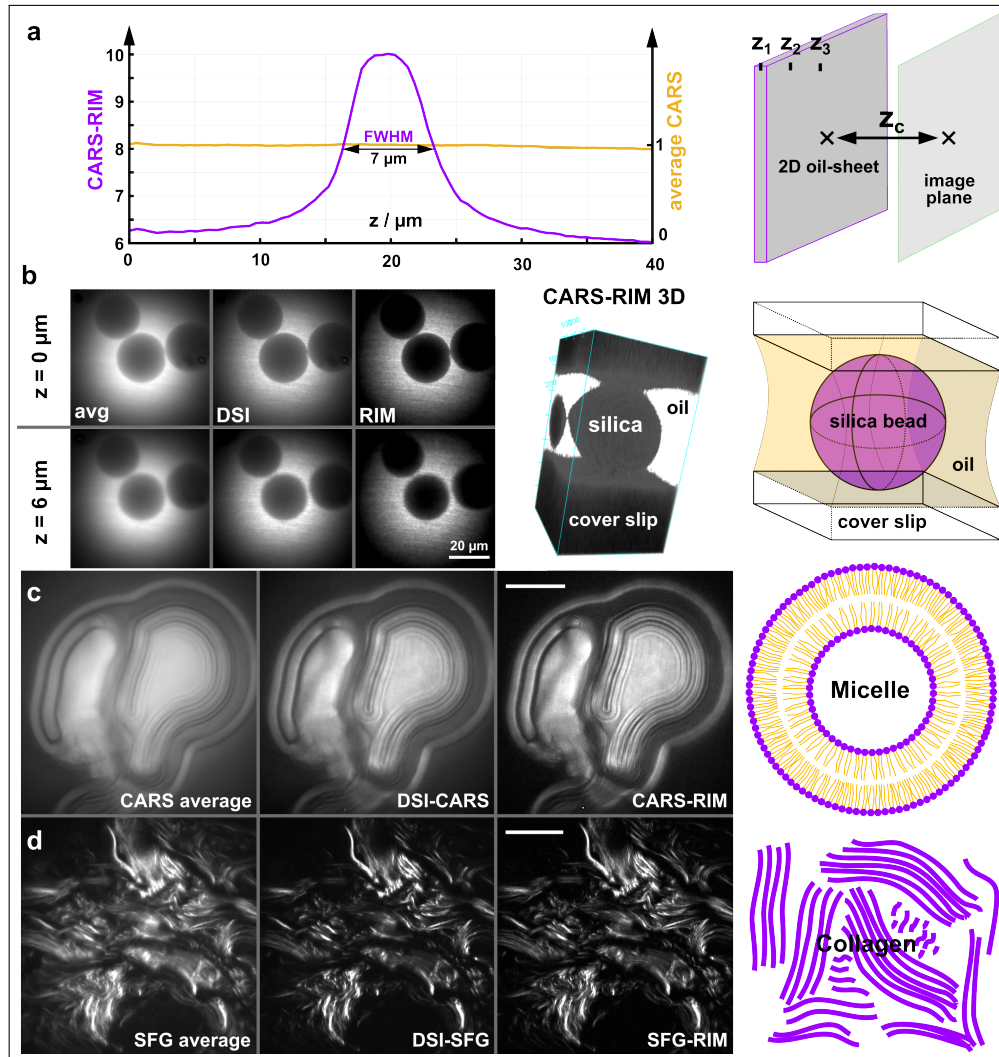 a
CARS-RIM
10
9
8
7
6
FWHM
7 µm
z / µm
0
10
20
30
40
1
0
average CARS
z1
z2
z3
zc
2D oil-sheet
image
plane
b
z = 0 µm
avg
DSI
RIM
z = 6 µm
20 µm
CARS-RIM 3D
oil
silica
cover slip
silica bead
oil
cover slip
c
CARS average
DSI-CARS
CARS-RIM
Micelle
d
SFG average
DSI-SFG
SFG-RIM
Collagen